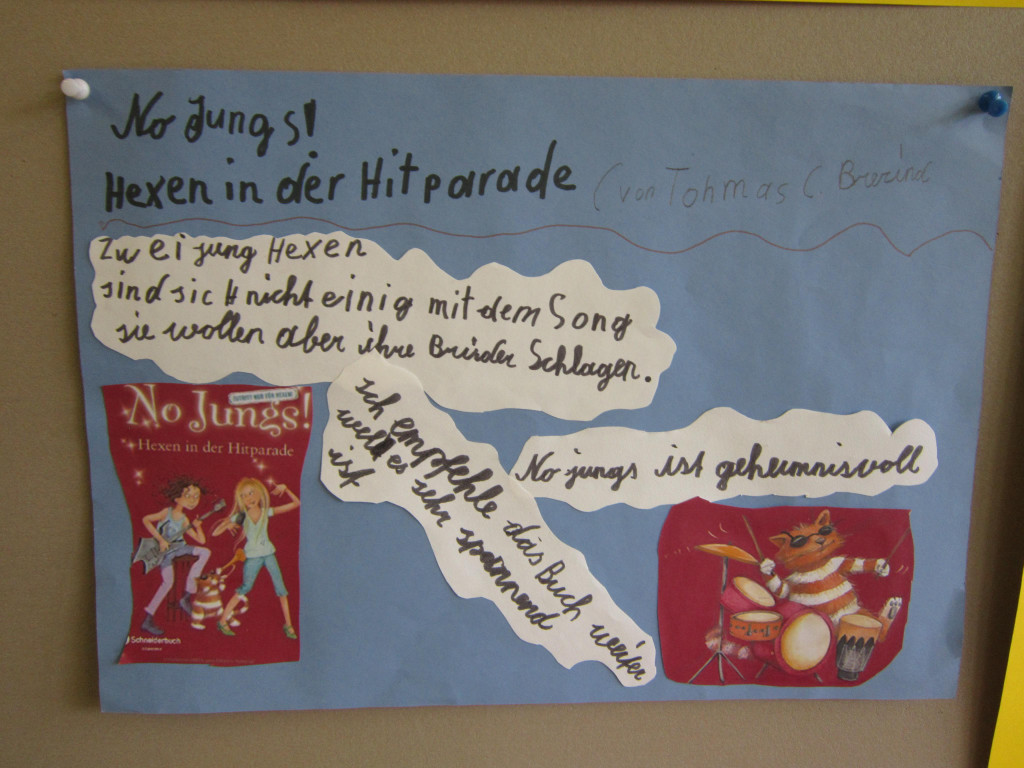 No Jungs!
Hexen in der Hitparade (von Tohmas (
Zwei jung Hexen
sind sich nicht einig mit dem Song
sie wollen aber ihre Brüder Schlagen.
ich empfehle das Buch weiter
weil es sehr spannend
ist
No jungs ist geheimnisvoll
No Jungs!
Hexen in der Hitparade
Schneiderbuch